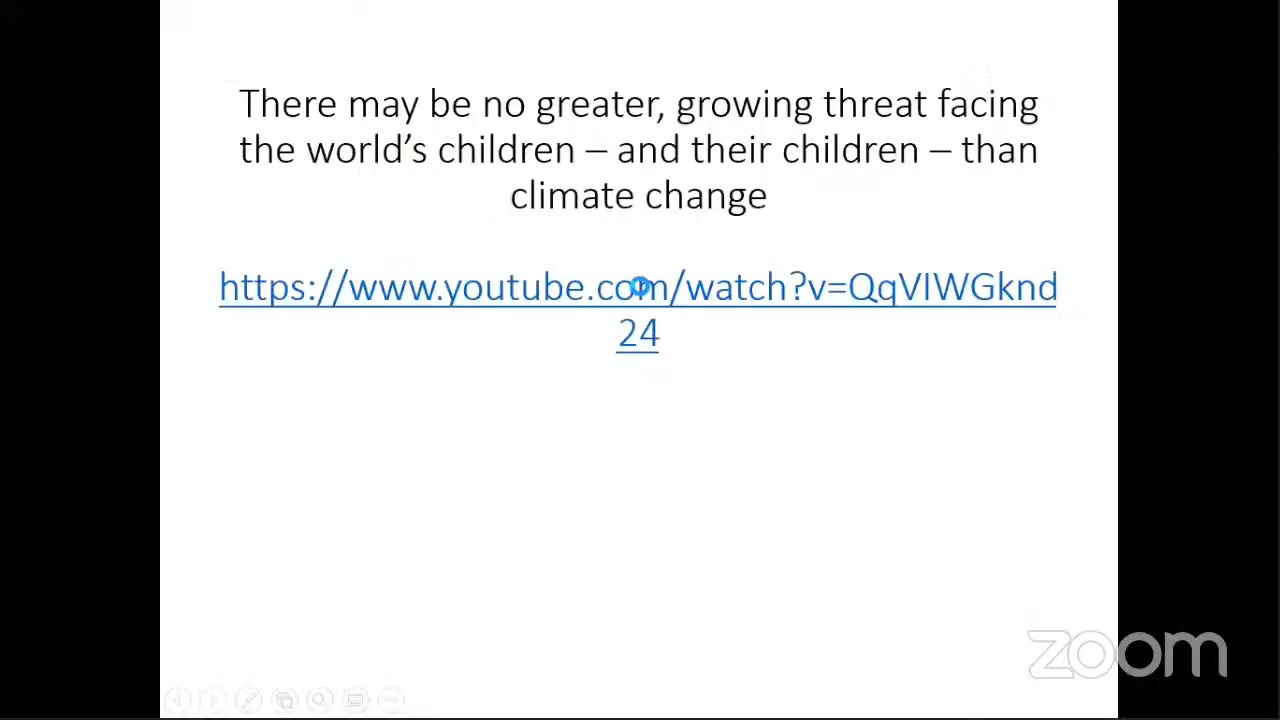 There may be no greater, growing threat facing
the world’s children – and their children – than
climate change
https://www.youtube.com/watch?v=QqVIWGknd
24
zoom